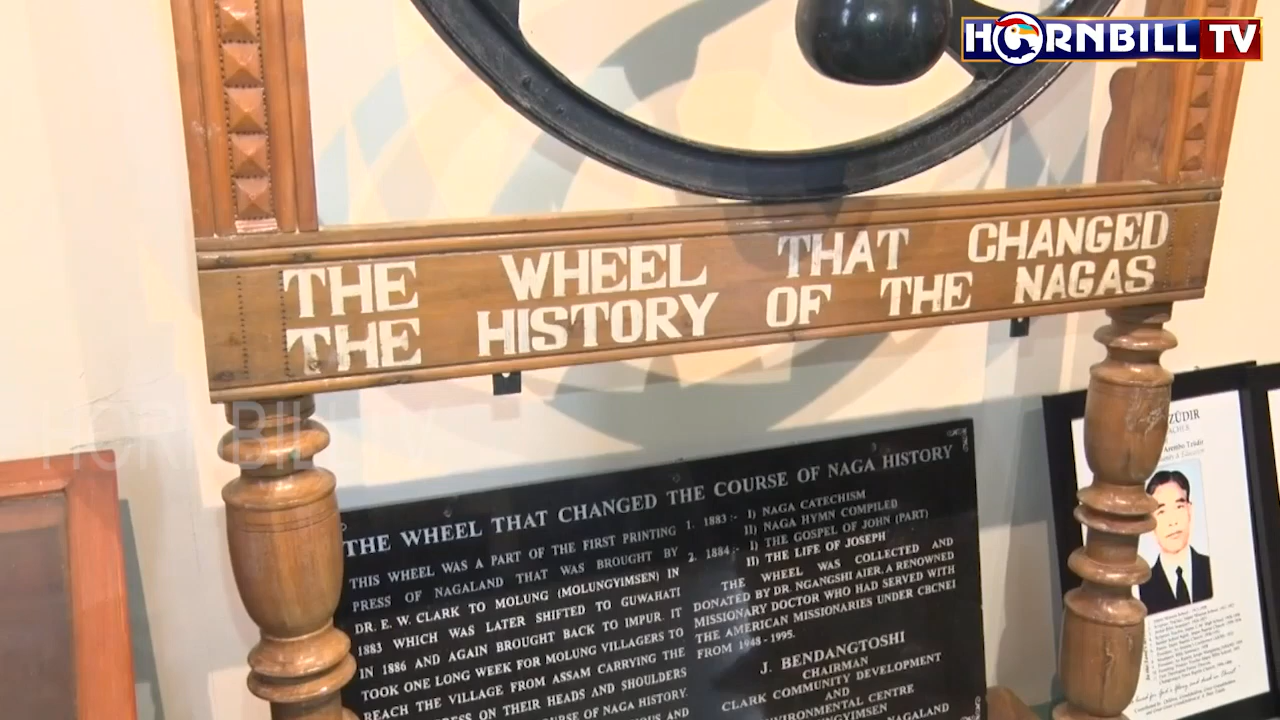 HORNBILL TV
THE WHEEL THAT CHANGED
THE HISTORY OF THE NAGAS
HORNBILL TV
THE WHEEL THAT CHANGED THE COURSE OF NAGA HISTORY
THIS WHEEL WAS A PART OF THE FIRST PRINTING
PRESS OF NAGALAND THAT WAS BROUGHT BY
DR. E. W. CLARK TO MOLUNG (MOLUNGYIMSEN) IN
1883 WHICH WAS LATER SHIFTED TO GUWAHATI
IN 1886 AND AGAIN BROUGHT BACK TO IMPUR. IT
TOOK ONE LONG WEEK FOR MOLUNG VILLAGERS TO
REACH THE VILLAGE FROM ASSAM CARRYING THE
ON THEIR HEADS AND SHOULDERS
OF NAGA HISTORY.
AND
1. 1883 :- I) NAGA CATECHISM
II) NAGA HYMN COMPILED
2. 1884 :- I) THE GOSPEL OF JOHN (PART)
II) THE LIFE OF JOSEPH
THE WHEEL WAS COLLECTED AND
DONATED BY DR. NGANGSHI AIER, A RENOWNED
MISSIONARY DOCTOR WHO HAD SERVED WITH
THE AMERICAN MISSIONARIES UNDER CBCNEI
FROM 1948 - 1995.
J. BENDANGTOSHI
CHAIRMAN
CLARK COMMUNITY DEVELOPMENT
AND
CENTRE
NAGALAND